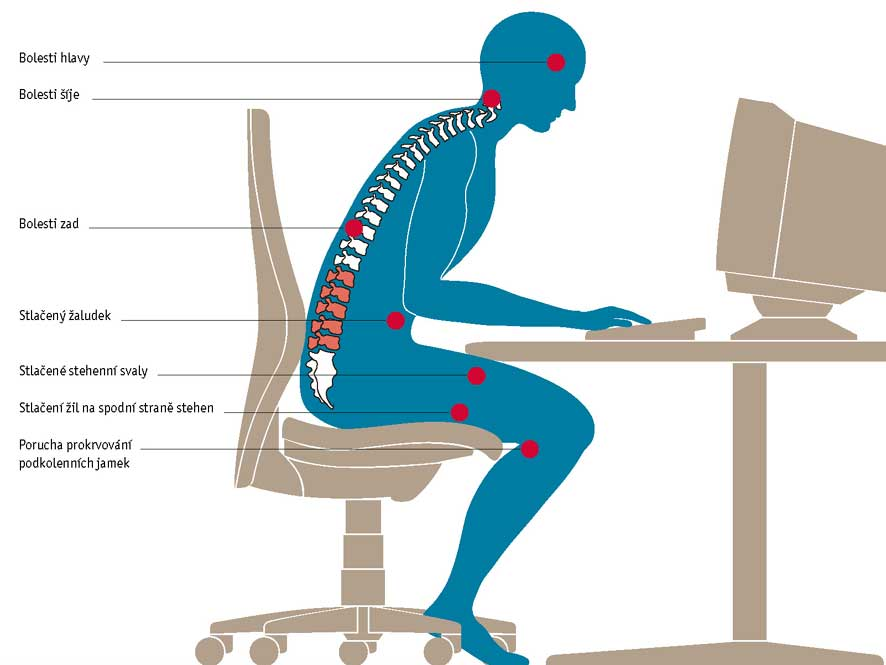 Bolesti hlavy
Bolesti šíje
Bolesti zad
Stlačený žaludek
Stlačené stehenní svaly
Stlačení žil na spodní straně stehen
Porucha prokrvování
podkolenních jamek